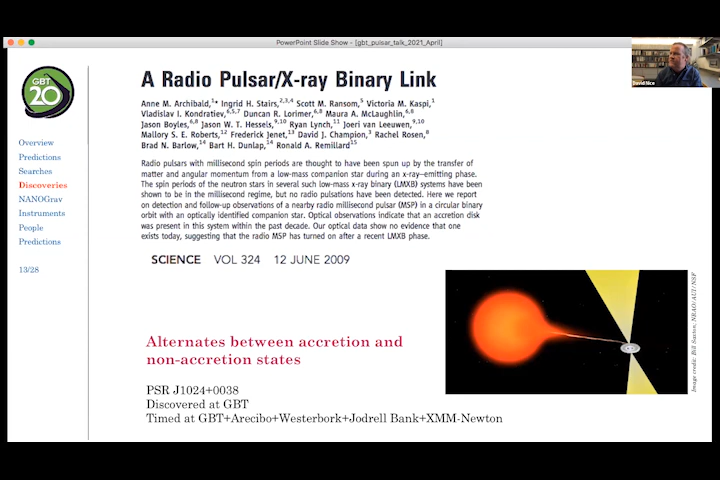 PowerPoint Slide Show - [gbt_pulsar_talk_2021_April]
David Nice
GBT
20
Overview
Predictions
Searches
Discoveries
NANOGrav
Instruments
People
Predictions
13/28
A Radio Pulsar/X-ray Binary Link
Anne M. Archibald,¹* Ingrid H. Stairs,²,³,⁴ Scott M. Ransom,⁵ Victoria M. Kaspi,¹
Vladislav I. Kondratiev,⁶,⁵,⁷ Duncan R. Lorimer,⁶,⁸ Maura A. McLaughlin,⁶,⁸
Jason Boyles,⁶,⁸ Jason W. T. Hessels,⁹,¹⁰ Ryan Lynch,¹¹ Joeri van Leeuwen,⁹,¹⁰
Mallory S. E. Roberts,¹² Frederick Jenet,¹³ David J. Champion,³ Rachel Rosen,⁸
Brad N. Barlow,¹⁴ Bart H. Dunlap,¹⁴ Ronald A. Remillard¹⁵
Radio pulsars with millisecond spin periods are thought to have been spun up by the transfer of
matter and angular momentum from a low-mass companion star during an x-ray–emitting phase.
The spin periods of the neutron stars in several such low-mass x-ray binary (LMXB) systems have been
shown to be in the millisecond regime, but no radio pulsations have been detected. Here we report
on detection and follow-up observations of a nearby radio millisecond pulsar (MSP) in a circular binary
orbit with an optically identified companion star. Optical observations indicate that an accretion disk
was present in this system within the past decade. Our optical data show no evidence that one
exists today, suggesting that the radio MSP has turned on after a recent LMXB phase.
SCIENCE VOL 324 12 JUNE 2009
Image credit: Bill Saxton, NRAO/AUI/NSF
Alternates between accretion and
non-accretion states
PSR J1024+0038
Discovered at GBT
Timed at GBT+Arecibo+Westerbork+Jodrell Bank+XMM-Newton